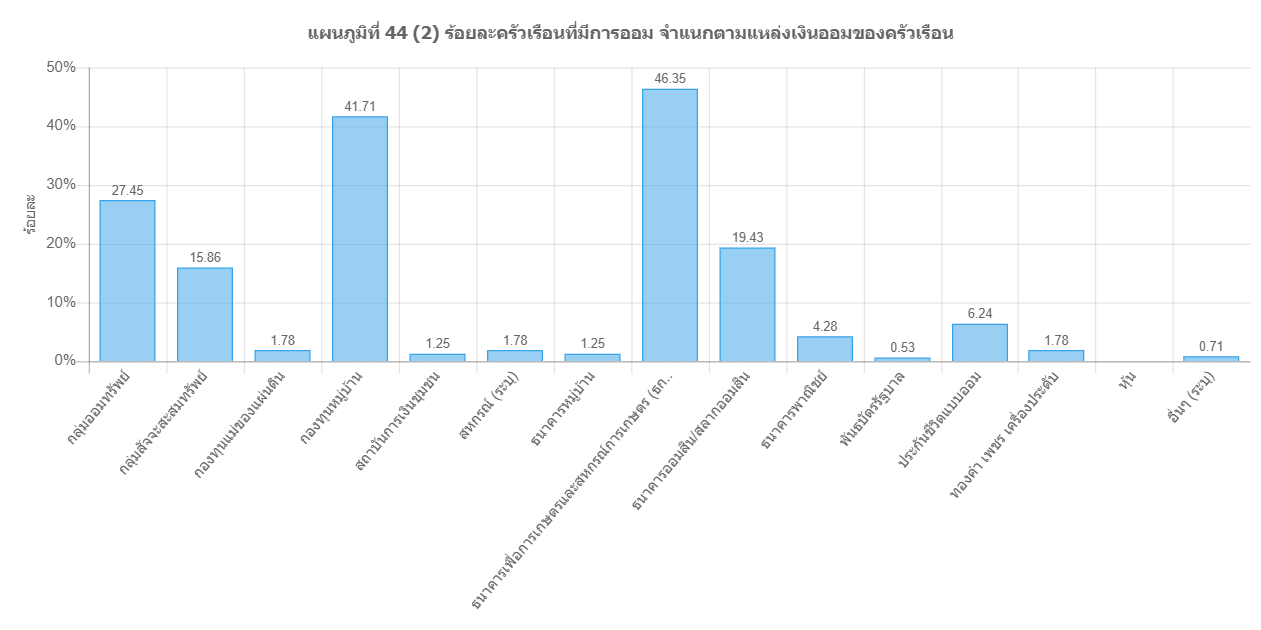 แผนภูมิที่ 44 (2) ร้อยละครัวเรือนที่มีการออม จำแนกตามแหล่งเงินออมของครัวเรือน
ร้อยละ
50%
40%
30%
20%
10%
0%
27.45
15.86
1.78
41.71
1.25
1.78
1.25
46.35
19.43
4.28
0.53
6.24
1.78
0.71
กลุ่มออมทรัพย์
กลุ่มสัจจะสะสมทรัพย์
กองทุนแม่ของแผ่นดิน
กองทุนหมู่บ้าน
สถาบันการเงินชุมชน
สหกรณ์ (ระบุ)
ธนาคารหมู่บ้าน
ธนาคารเพื่อการเกษตรและสหกรณ์การเกษตร (ธก..
ธนาคารออมสิน/สลากออมสิน
ธนาคารพาณิชย์
พันธบัตรรัฐบาล
ประกันชีวิตแบบออม
ทองคำ เพชร เครื่องประดับ
หุ้น
อื่นๆ (ระบุ)